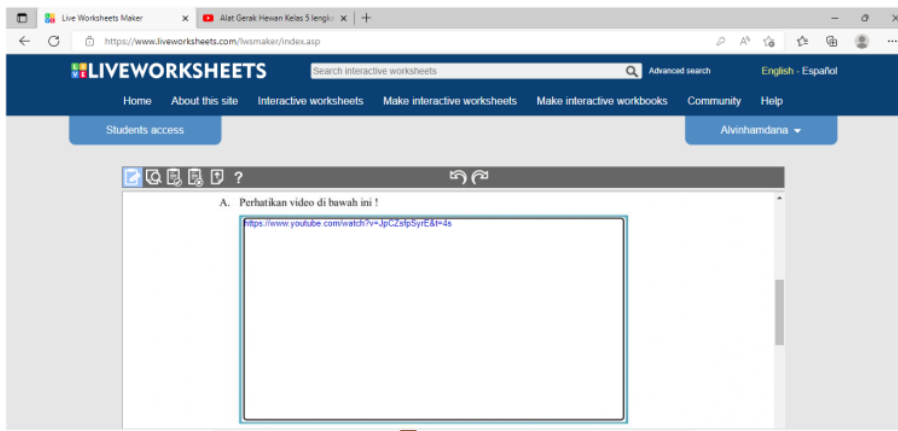 Live Worksheets Maker
Alat Gerak Hewan Kelas 5 lengka
https://www.liveworksheets.com/lwsmaker/index.asp
LIVEWORKSHEETS
Search interactive worksheets
Advanced search
English - Español
Home About this site Interactive worksheets Make interactive worksheets Make interactive workbooks Community Help
Students access
Alvinhamdana
?
A. Perhatikan video di bawah ini !
https://www.youtube.com/watch?v=JpCZsfpSyrE&t=4s